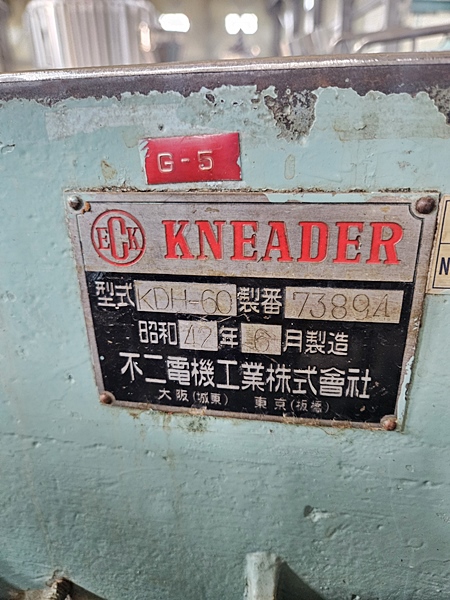 G-5
ECK KNEADER
型式 KDH-60 製番 73894
昭和 42 年 6 月製造
不二電機工業株式會社
大阪(城東) 東京(板橋)
N